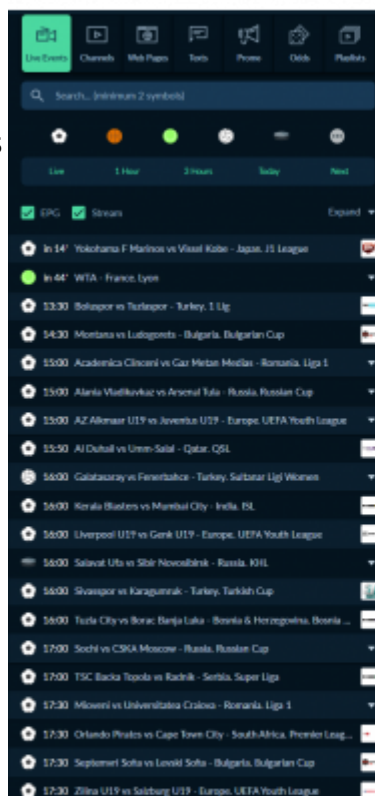 Live Events Channels Web Pages Texts Promo Odds Playlists
Search... (minimum 2 symbols)
Live 1 Hour 3 Hours Today Next
EPG Stream Expand
in 14' Yokohama F Marinos vs Vissel Kobe - Japan. J1 League
in 44' WTA - France. Lyon
13:30 Boluspor vs Tuzlaspor - Turkey. 1 Lig
14:30 Montana vs Ludogorets - Bulgaria. Bulgarian Cup
15:00 Academica Clinceni vs Gaz Metan Medias - Romania. Liga 1
15:00 Alania Vladikavkaz vs Arsenal Tula - Russia. Russian Cup
15:00 AZ Alkmaar U19 vs Juventus U19 - Europe. UEFA Youth League
15:50 Al Duhail vs Umm-Salal - Qatar. QSL
16:00 Galatasaray vs Fenerbahce - Turkey. Sultanar Ligi Women
16:00 Kerala Blasters vs Mumbai City - India. ISL
16:00 Liverpool U19 vs Genk U19 - Europe. UEFA Youth League
16:00 Salavat Ufa vs Sibir Novosibirsk - Russia. KHL
16:00 Sivasspor vs Karagumruk - Turkey. Turkish Cup
16:00 Tuzla City vs Borac Banja Luka - Bosnia & Herzegovina. Bosnia ...
17:00 Sochi vs CSKA Moscow - Russia. Russian Cup
17:00 TSC Backa Topola vs Radnik - Serbia. Super Liga
17:30 Mioveni vs Universitatea Craiova - Romania. Liga 1
17:30 Orlando Pirates vs Cape Town City - South Africa. Premier Leag...
17:30 Septemvri Sofia vs Levski Sofia - Bulgaria. Bulgarian Cup
17:30 Zilina U19 vs Salzburg U19 - Europe. UEFA Youth League